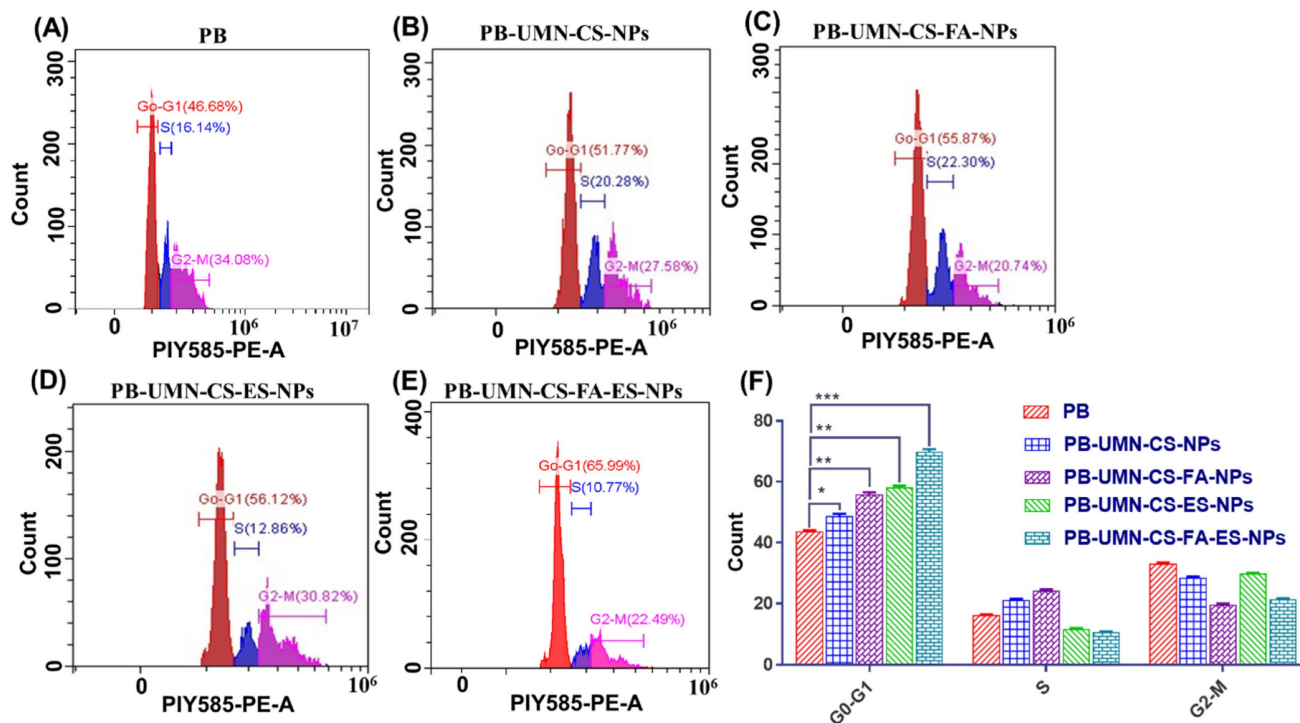 (A)
PB
300
200
100
0
Count
Go-G1(46.68%)
S(16.14%)
G2-M(34.08%)
0
10⁶
10⁷
PIY585-PE-A
(B)
PB-UMN-CS-NPs
300
200
100
0
Count
Go-G1(51.77%)
S(20.28%)
G2-M(27.58%)
0
10⁶
PIY585-PE-A
(C)
PB-UMN-CS-FA-NPs
300
200
100
0
Count
Go-G1(55.87%)
S(22.30%)
G2-M(20.74%)
0
10⁶
PIY585-PE-A
(D)
PB-UMN-CS-ES-NPs
200
100
0
Count
Go-G1(56.12%)
S(12.86%)
G2-M(30.82%)
0
10⁶
PIY585-PE-A
(E)
PB-UMN-CS-FA-ES-NPs
400
200
0
Count
Go-G1(65.99%)
S(10.77%)
G2-M(22.49%)
0
10⁶
PIY585-PE-A
(F)
80
60
40
20
0
Count
***
**
**
*
PB
PB-UMN-CS-NPs
PB-UMN-CS-FA-NPs
PB-UMN-CS-ES-NPs
PB-UMN-CS-FA-ES-NPs
G0-G1
S
G2-M